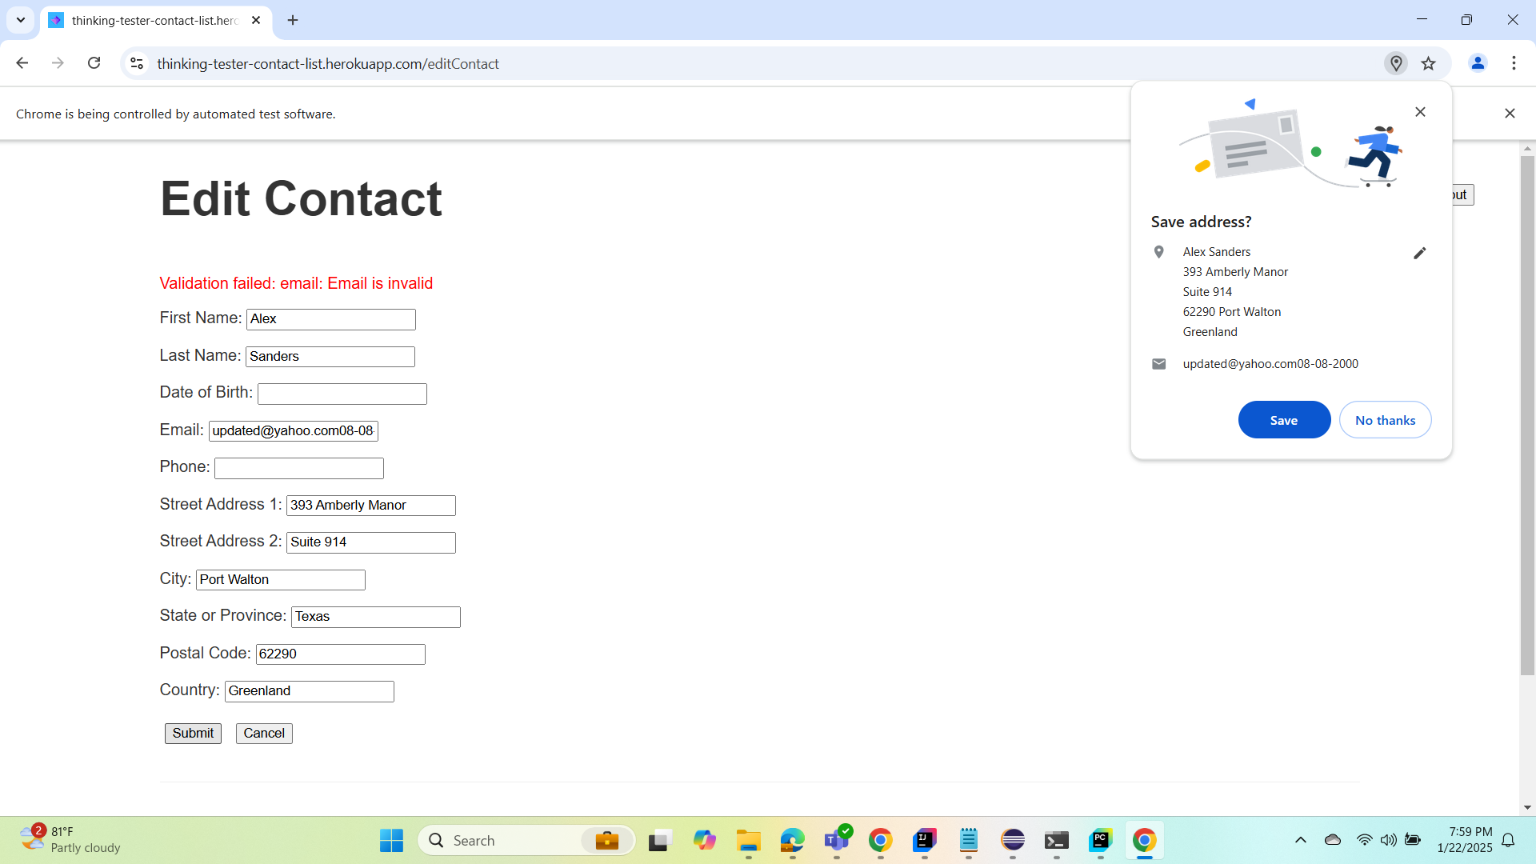 thinking-tester-contact-list.herc
thinking-tester-contact-list.herokuapp.com/editContact
Chrome is being controlled by automated test software.
Edit Contact
out
Validation failed: email: Email is invalid
First Name: Alex
Last Name: Sanders
Date of Birth:
Email: updated@yahoo.com08-08-
Phone:
Street Address 1: 393 Amberly Manor
Street Address 2: Suite 914
City: Port Walton
State or Province: Texas
Postal Code: 62290
Country: Greenland
Submit Cancel
Save address?
Alex Sanders
393 Amberly Manor
Suite 914
62290 Port Walton
Greenland
updated@yahoo.com08-08-2000
Save No thanks
2
81°F
Partly cloudy
Search
IJ
PC
7:59 PM
1/22/2025